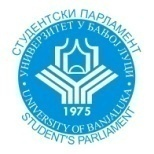 СТУДЕНТСКИ ПАРЛАМЕНТ
УНИВЕРЗИТЕТ У БАЊОЈ ЛУЦИ
1975
UNIVERSITY OF BANJALUKA
STUDENT'S PARLIAMENT